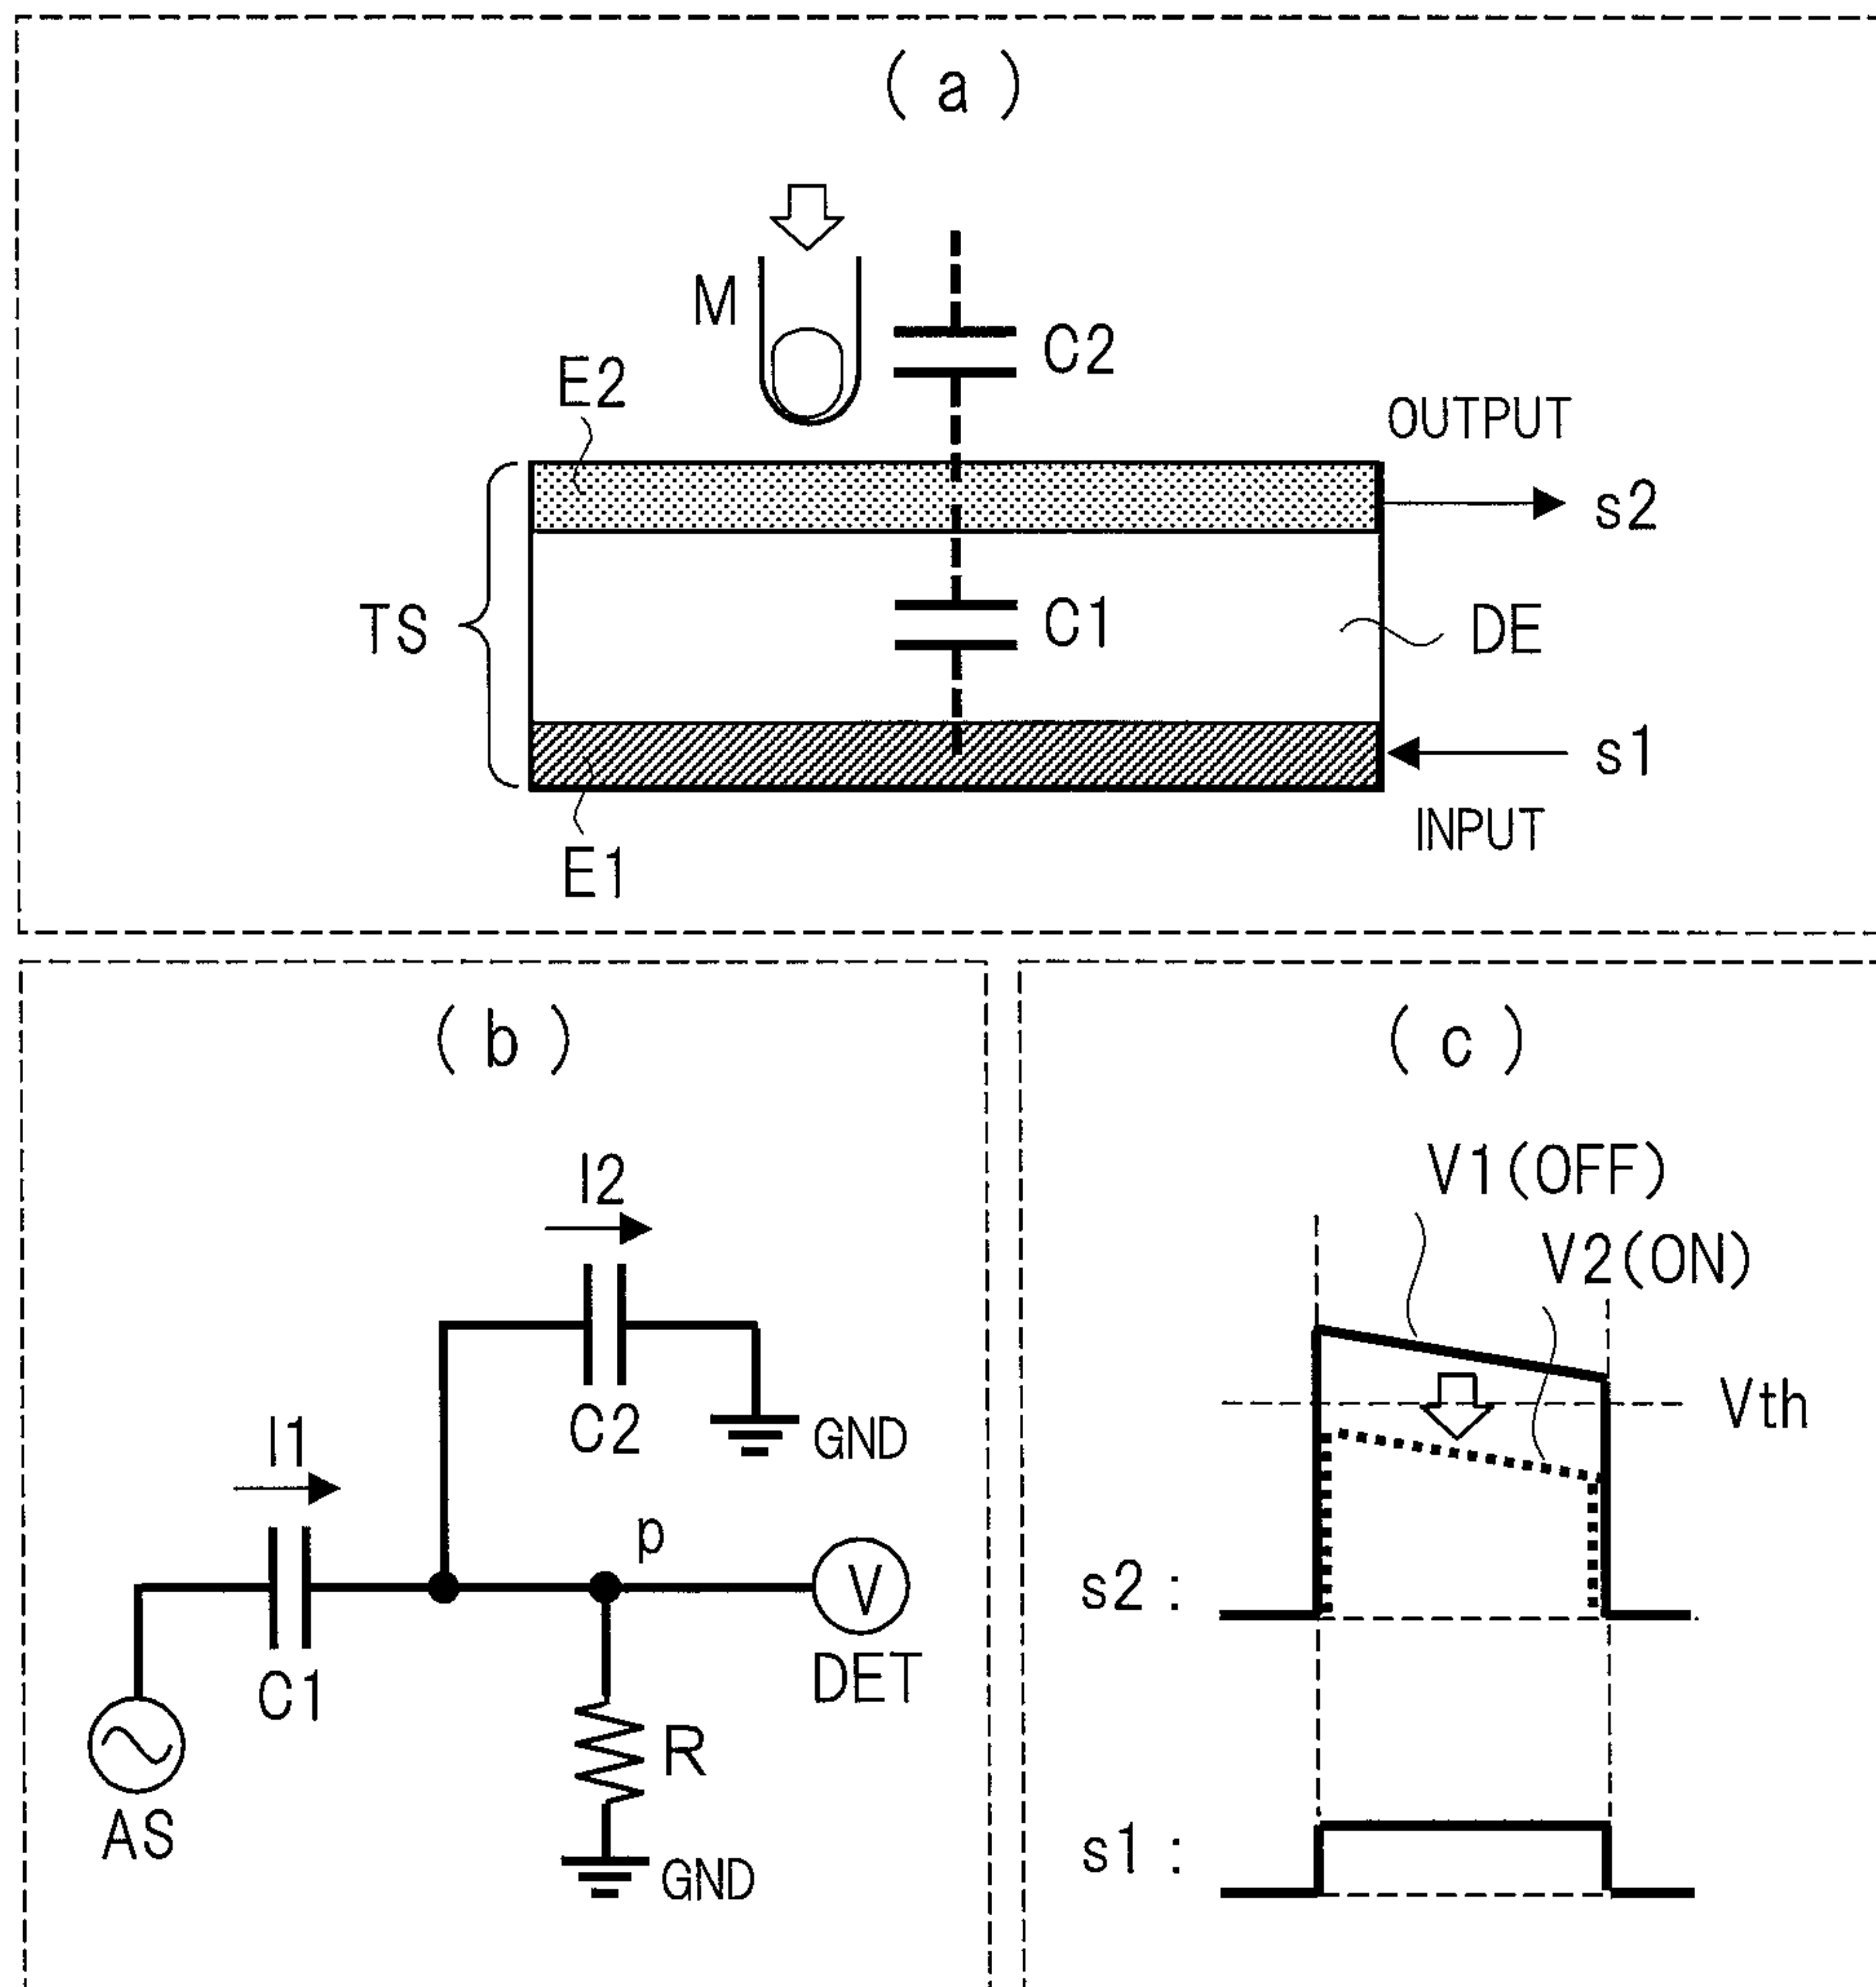 (a)
M
C2
E2
OUTPUT
s2
TS
C1
DE
s1
INPUT
E1
(b)
I2
C2
GND
I1
p
V
C1
DET
R
AS
GND
(c)
V1(OFF)
V2(ON)
Vth
s2 :
s1 :